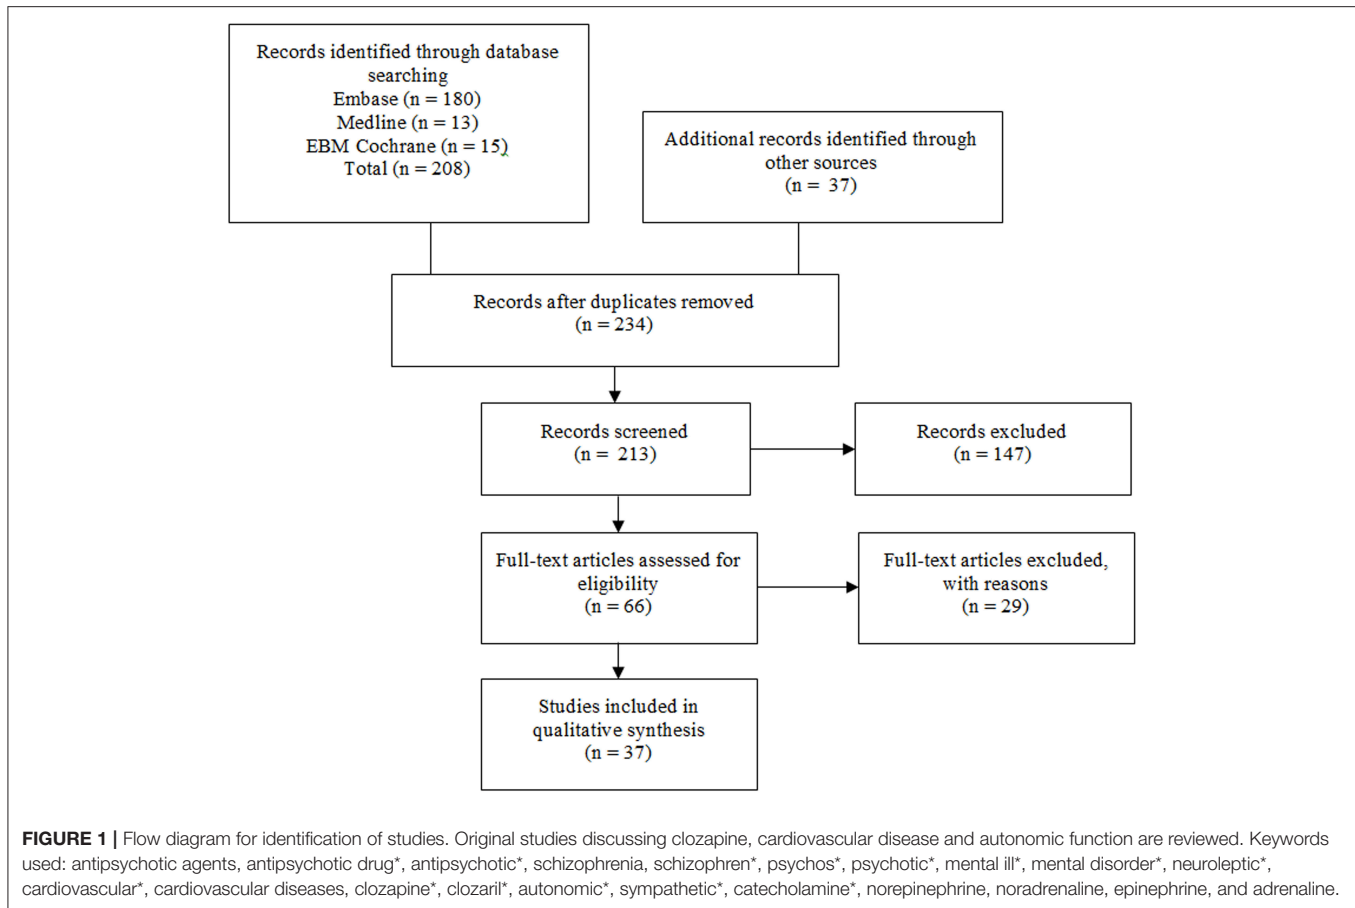 Records identified through database
searching
Embase (n = 180)
Medline (n = 13)
EBM Cochrane (n = 15)
Total (n = 208)
Additional records identified through
other sources
(n = 37)
Records after duplicates removed
(n = 234)
Records screened
(n = 213)
Records excluded
(n = 147)
Full-text articles assessed for
eligibility
(n = 66)
Full-text articles excluded,
with reasons
(n = 29)
Studies included in
qualitative synthesis
(n = 37)
FIGURE 1 | Flow diagram for identification of studies. Original studies discussing clozapine, cardiovascular disease and autonomic function are reviewed. Keywords
used: antipsychotic agents, antipsychotic drug*, antipsychotic*, schizophrenia, schizophren*, psychos*, psychotic*, mental ill*, mental disorder*, neuroleptic*,
cardiovascular*, cardiovascular diseases, clozapine*, clozaril*, autonomic*, sympathetic*, catecholamine*, norepinephrine, noradrenaline, epinephrine, and adrenaline.